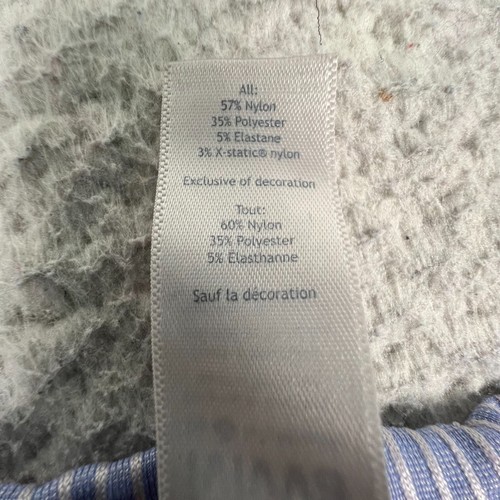 All:
57% Nylon
35% Polyester
5% Elastane
3% X-static® nylon
Exclusive of decoration
Tout:
60% Nylon
35% Polyester
5% Elasthanne
Sauf la décoration